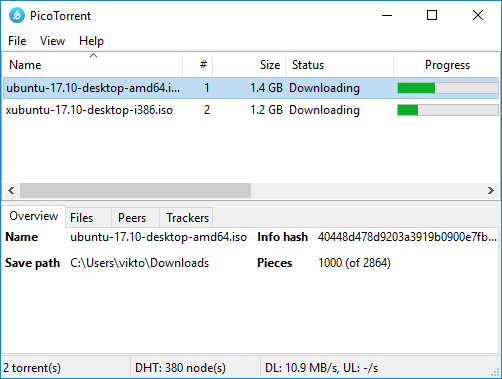 PicoTorrent
File View Help
Name # Size Status Progress
ubuntu-17.10-desktop-amd64.i... 1 1.4 GB Downloading
xubuntu-17.10-desktop-i386.iso 2 1.2 GB Downloading
Overview Files Peers Trackers
Name ubuntu-17.10-desktop-amd64.iso Info hash 40448d478d9203a3919b0900e7fb...
Save path C:\Users\vikto\Downloads Pieces 1000 (of 2864)
2 torrent(s) DHT: 380 node(s) DL: 10.9 MB/s, UL: -/s